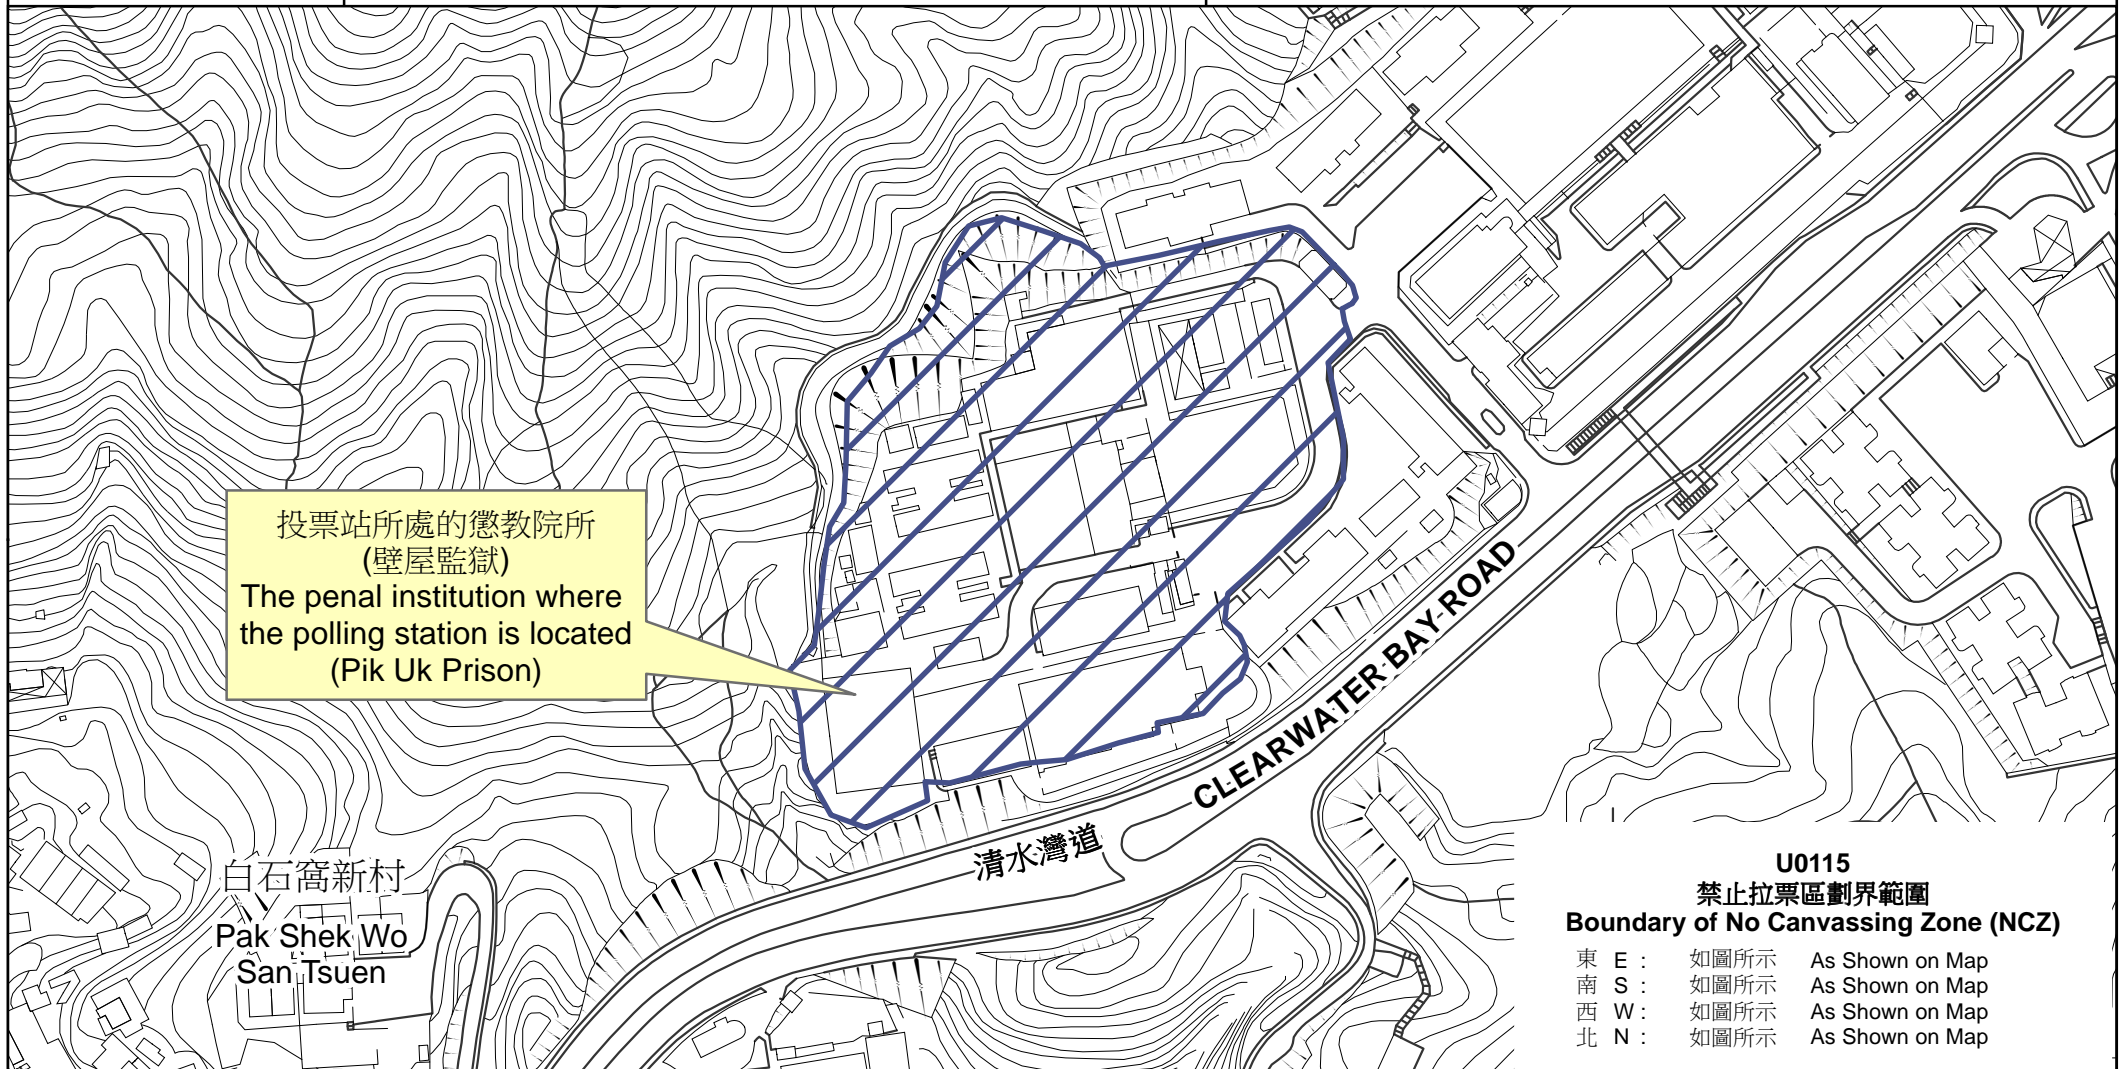 投票站所處的懲教院所
(壁屋監獄)
The penal institution where
the polling station is located
(Pik Uk Prison)
CLEARWATER BAY ROAD
清水灣道
白石窩新村
Pak Shek Wo
San Tsuen
U0115
禁止拉票區劃界範圍
Boundary of No Canvassing Zone (NCZ)
東 E : 如圖所示 As Shown on Map
南 S : 如圖所示 As Shown on Map
西 W : 如圖所示 As Shown on Map
北 N : 如圖所示 As Shown on Map